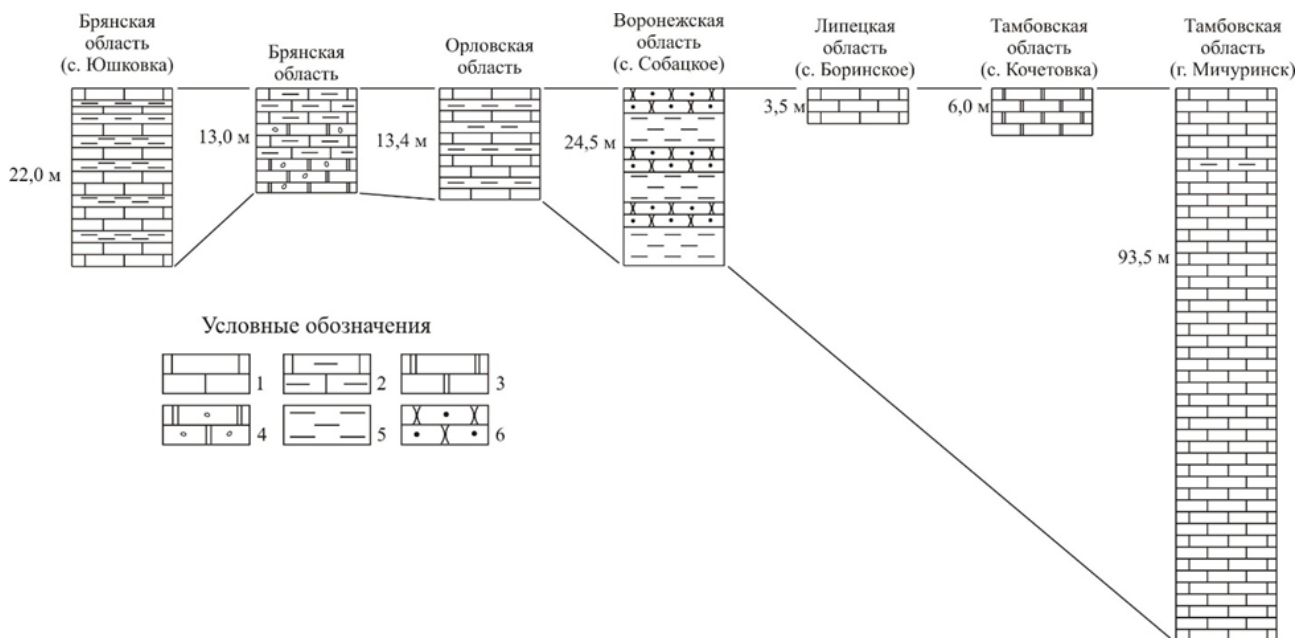 Брянская
область
(с. Юшковка)
Брянская
область
Орловская
область
Воронежская
область
(с. Собацкое)
Липецкая
область
(с. Боринское)
Тамбовская
область
(с. Кочетовка)
Тамбовская
область
(г. Мичуринск)
22,0 м
13,0 м
13,4 м
24,5 м
3,5 м
6,0 м
93,5 м
Условные обозначения
1
2
3
4
5
6